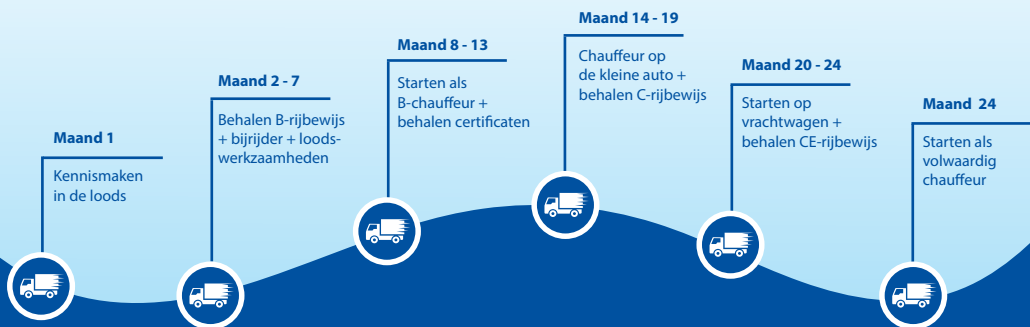 Maand 1
Kennismaken
in de loods
Maand 2 - 7
Behalen B-rijbewijs
+ bijrijder + loods-
werkzaamheden
Maand 8 - 13
Starten als
B-chauffeur +
behalen certificaten
Maand 14 - 19
Chauffeur op
de kleine auto +
behalen C-rijbewijs
Maand 20 - 24
Starten op
vrachtwagen +
behalen CE-rijbewijs
Maand 24
Starten als
volwaardig
chauffeur